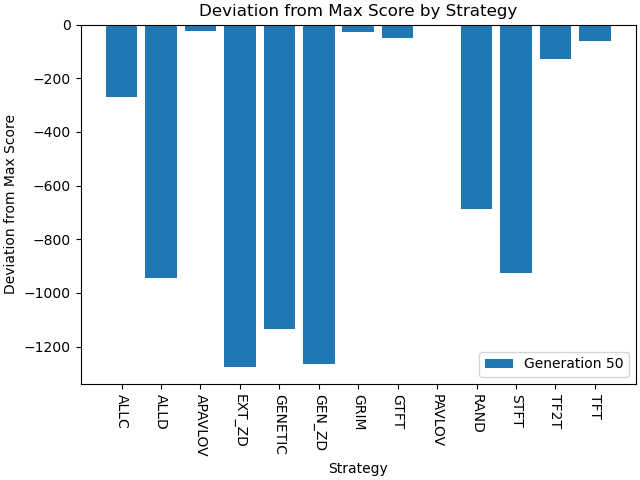 Deviation from Max Score by Strategy
Deviation from Max Score
0
−200
−400
−600
−800
−1000
−1200
Generation 50
ALLC
ALLD
APAVLOV
EXT_ZD
GENETIC
GEN_ZD
GRIM
GTFT
PAVLOV
RAND
STFT
TF2T
TFT
Strategy